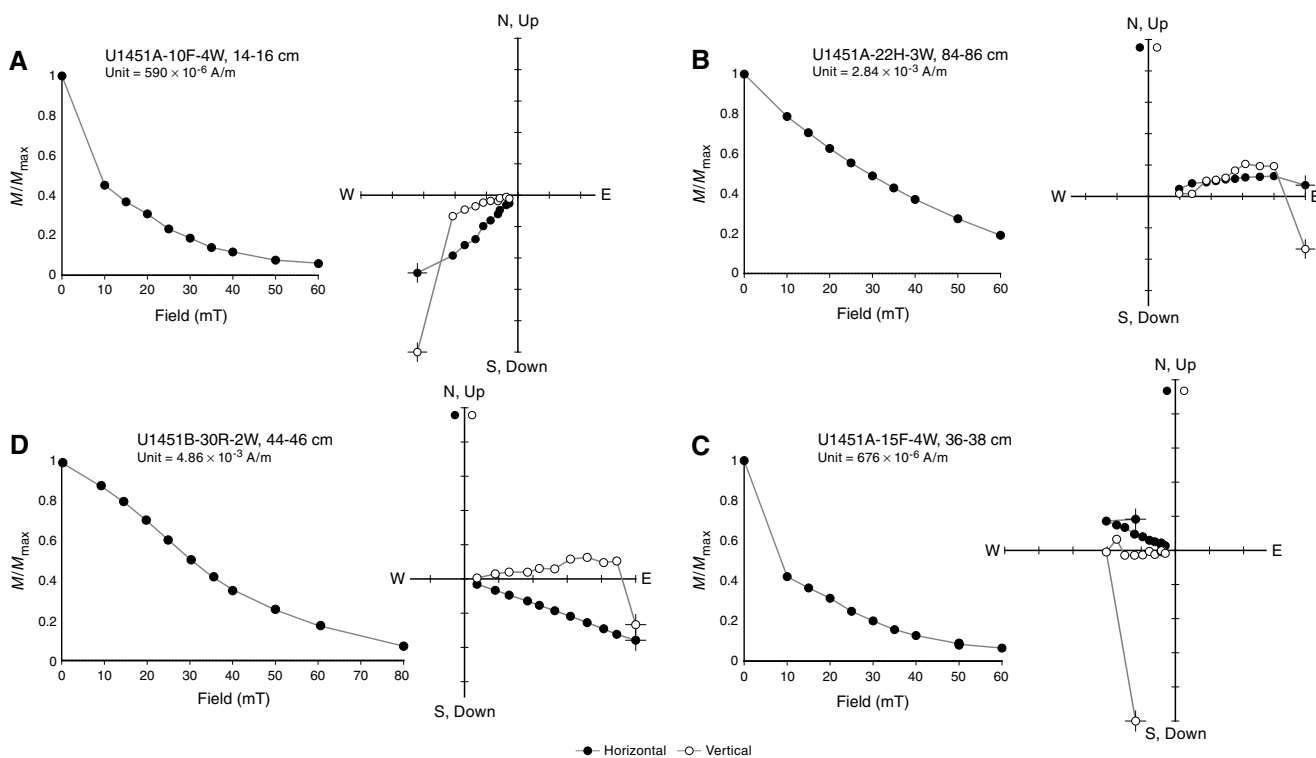 A
U1451A-10F-4W, 14-16 cm
Unit = 590 × 10-6 A/m
1
0.8
0.6
0.4
0.2
0
M/Mmax
0 10 20 30 40 50 60
Field (mT)
N, Up
W E
S, Down
B
U1451A-22H-3W, 84-86 cm
Unit = 2.84 × 10-3 A/m
1
0.8
0.6
0.4
0.2
0
M/Mmax
0 10 20 30 40 50 60
Field (mT)
N, Up
W E
S, Down
D
U1451B-30R-2W, 44-46 cm
Unit = 4.86 × 10-3 A/m
1
0.8
0.6
0.4
0.2
0
M/Mmax
0 10 20 30 40 50 60 70 80
Field (mT)
N, Up
W E
S, Down
C
U1451A-15F-4W, 36-38 cm
Unit = 676 × 10-6 A/m
1
0.8
0.6
0.4
0.2
0
M/Mmax
0 10 20 30 40 50 60
Field (mT)
N, Up
W E
S, Down
Horizontal Vertical